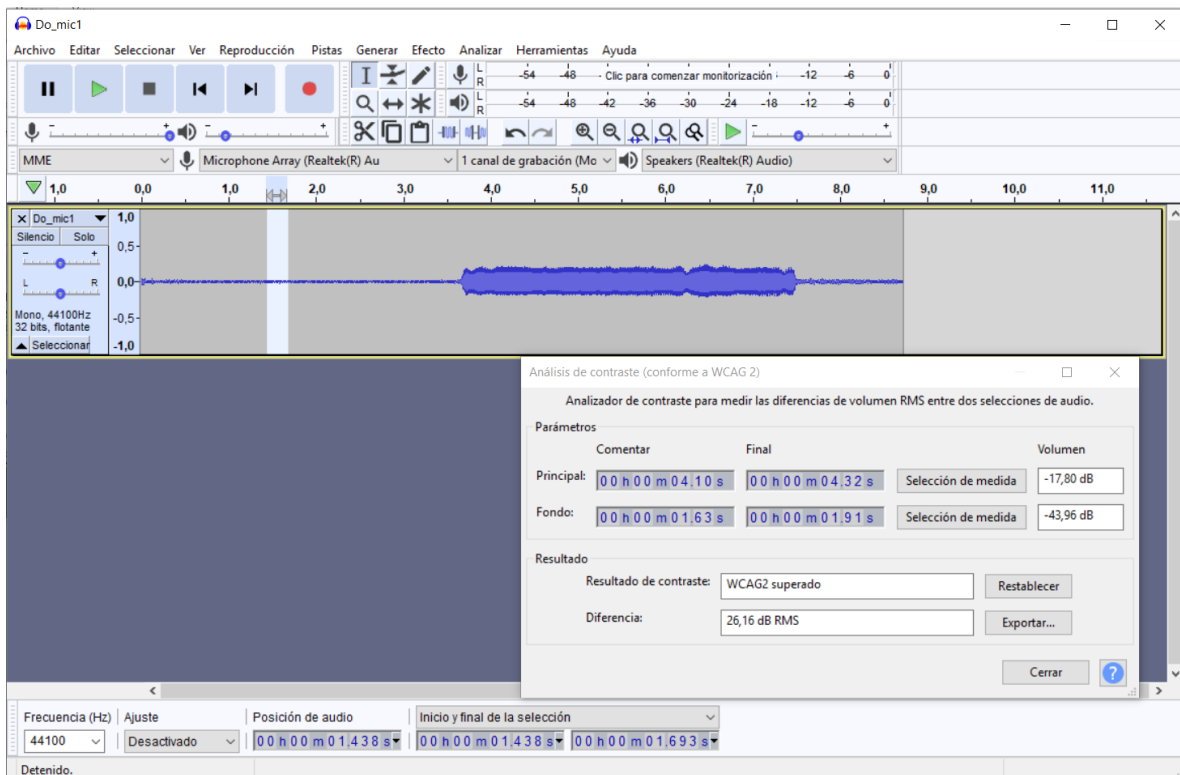 Do_mic1
Archivo Editar Seleccionar Ver Reproducción Pistas Generar Efecto Analizar Herramientas Ayuda
L
R
-54 -48 Clic para comenzar monitorización -12 -6 0
L
R
-54 -48 -42 -36 -30 -24 -18 -12 -6 0
- + - + - +
MME Microphone Array (Realtek(R) Au 1 canal de grabación (Mo Speakers (Realtek(R) Audio)
1,0 0,0 1,0 2,0 3,0 4,0 5,0 6,0 7,0 8,0 9,0 10,0 11,0
Do_mic1 1,0
Silencio Solo
- + 0,5-
L R 0,0-
Mono, 44100Hz
32 bits, flotante
-0,5-
Seleccionar -1,0
Análisis de contraste (conforme a WCAG 2)
Analizador de contraste para medir las diferencias de volumen RMS entre dos selecciones de audio.
Parámetros
Comentar Final Volumen
Principal: 00 h 00 m 04.10 s 00 h 00 m 04.32 s Selección de medida -17,80 dB
Fondo: 00 h 00 m 01.63 s 00 h 00 m 01.91 s Selección de medida -43,96 dB
Resultado
Resultado de contraste: WCAG2 superado Restablecer
Diferencia: 26,16 dB RMS Exportar...
Cerrar ?
Frecuencia (Hz) Ajuste Posición de audio Inicio y final de la selección
44100 Desactivado 00 h 00 m 01.438 s 00 h 00 m 01.438 s 00 h 00 m 01.693 s
Detenido.